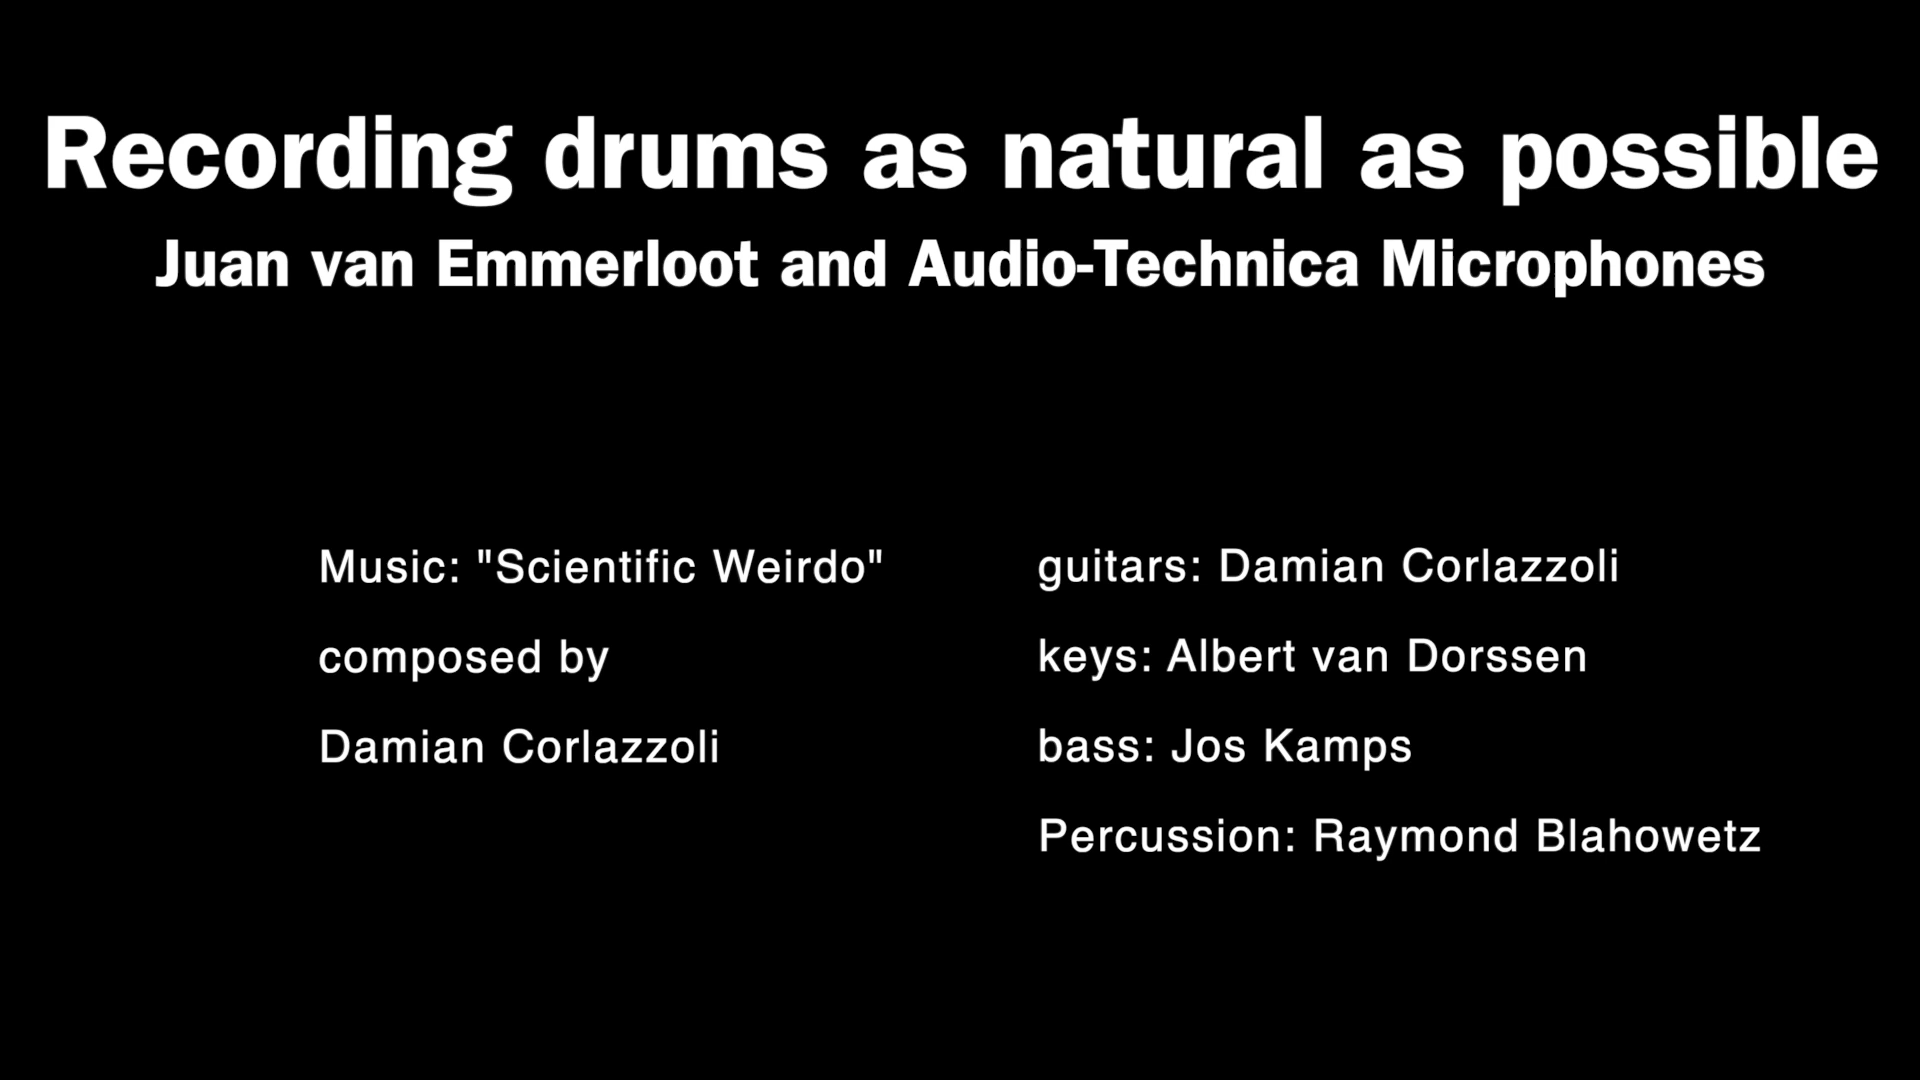 Recording drums as natural as possible
Juan van Emmerloot and Audio-Technica Microphones
Music: "Scientific Weirdo"
composed by
Damian Corlazzoli
guitars: Damian Corlazzoli
keys: Albert van Dorssen
bass: Jos Kamps
Percussion: Raymond Blahowetz